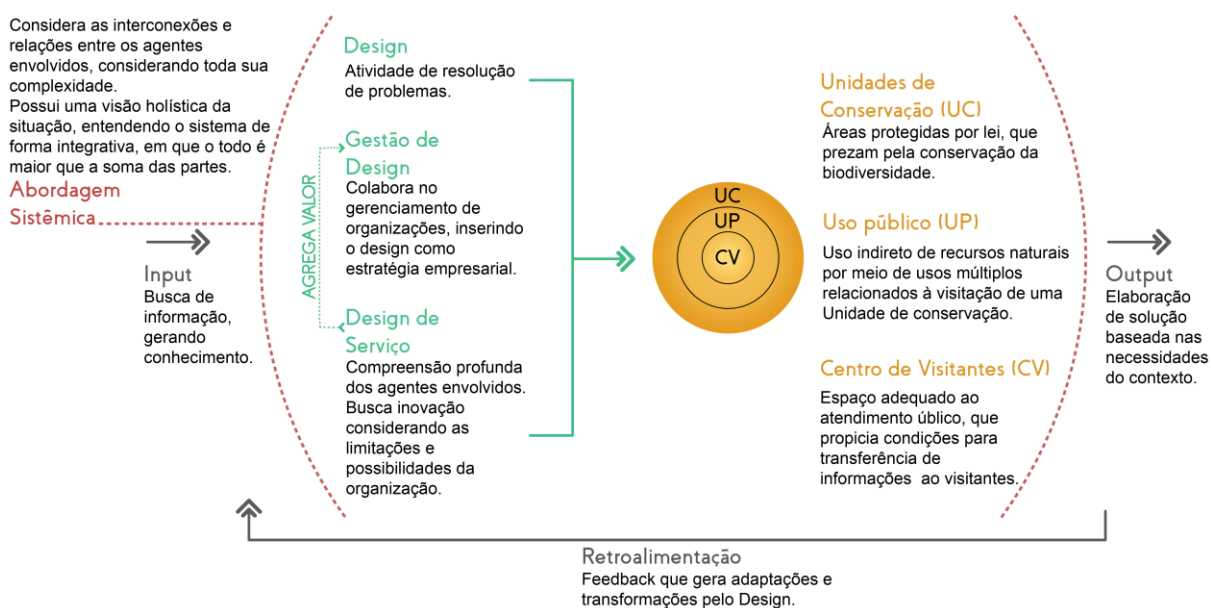 Considera as interconexões e
relações entre os agentes
envolvidos, considerando toda sua
complexidade.
Possui uma visão holística da
situação, entendendo o sistema de
forma integrativa, em que o todo é
maior que a soma das partes.
Abordagem
Sistêmica
Input
Busca de
informação,
gerando
conhecimento.
AGREGA VALOR
Design
Atividade de resolução
de problemas.
Gestão de
Design
Colabora no
gerenciamento de
organizações, inserindo
o design como
estratégia empresarial.
Design de
Serviço
Compreensão profunda
dos agentes envolvidos.
Busca inovação
considerando as
limitações e
possibilidades da
organização.
UC
UP
CV
Unidades de
Conservação (UC)
Áreas protegidas por lei, que
prezam pela conservação da
biodiversidade.
Uso público (UP)
Uso indireto de recursos naturais
por meio de usos múltiplos
relacionados à visitação de uma
Unidade de conservação.
Centro de Visitantes (CV)
Espaço adequado ao
atendimento úblico, que
propicia condições para
transferência de
informações ao visitantes.
Output
Elaboração
de solução
baseada nas
necessidades
do contexto.
Retroalimentação
Feedback que gera adaptações e
transformações pelo Design.